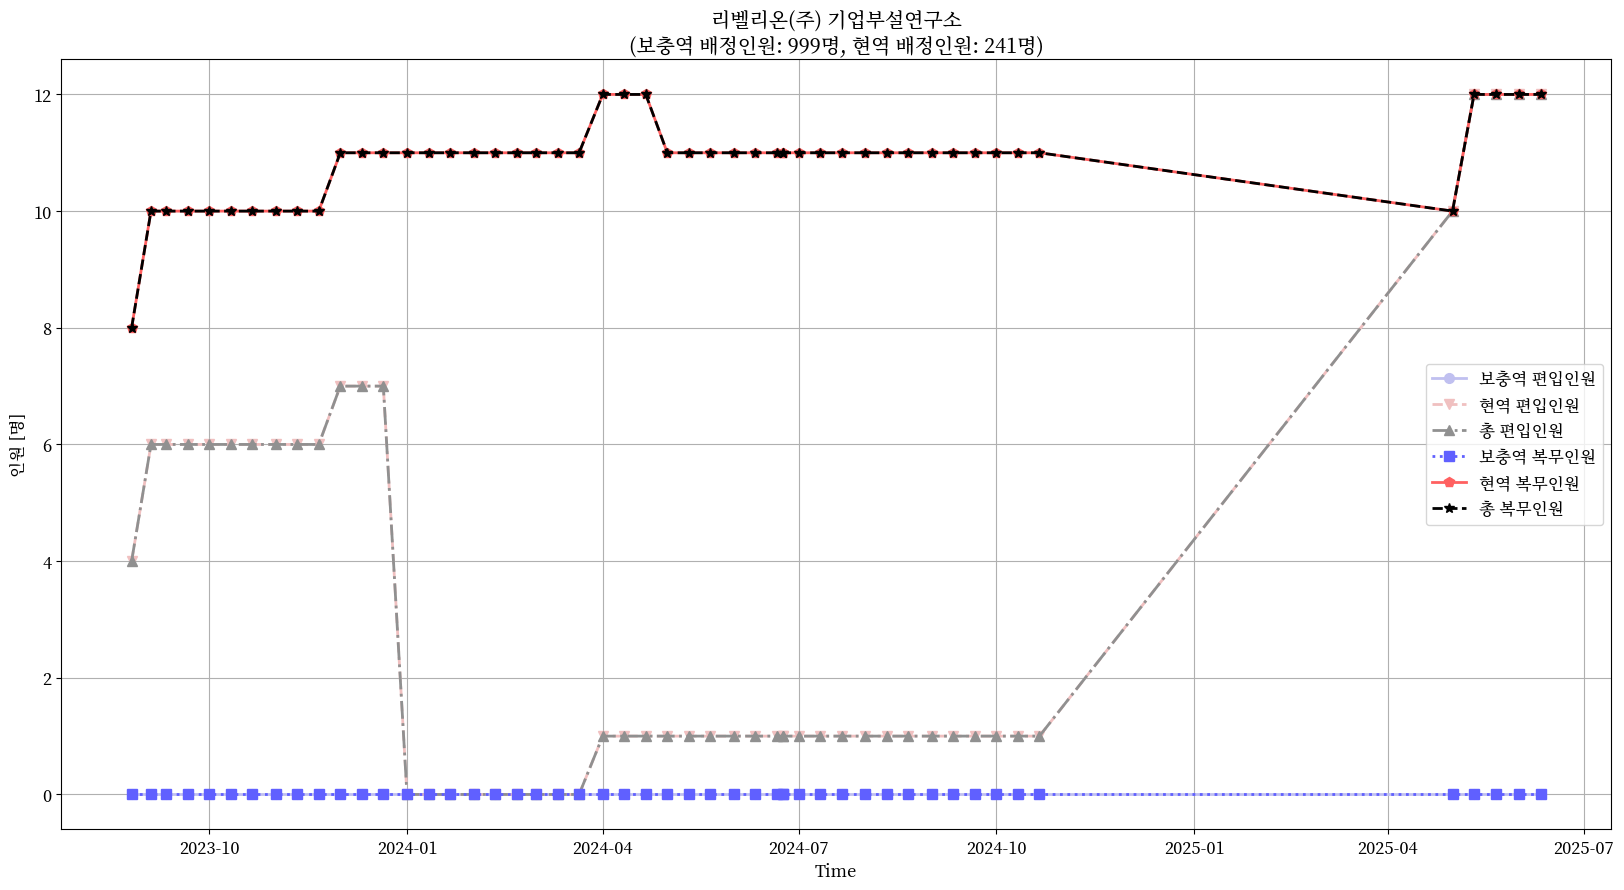 리벨리온(주) 기업부설연구소
(보충역 배정인원: 999명, 현역 배정인원: 241명)
인원 [명]
12
10
8
6
4
2
0
보충역 편입인원
현역 편입인원
총 편입인원
보충역 복무인원
현역 복무인원
총 복무인원
2023-10
2024-01
2024-04
2024-07
2024-10
2025-01
2025-04
2025-07
Time